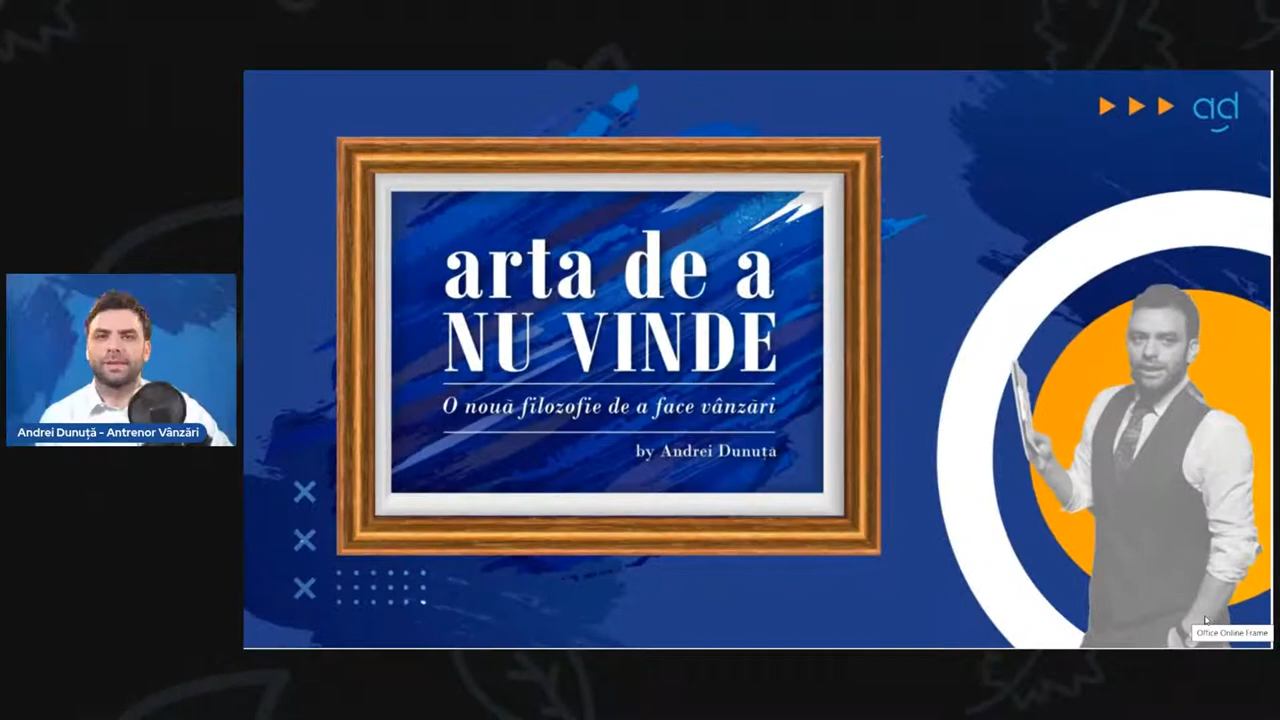 ad
arta de a
NU VINDE
O nouă filozofie de a face vânzări
by Andrei Dunuța
Andrei Dunuță - Antrenor Vânzări
Office Online Frame